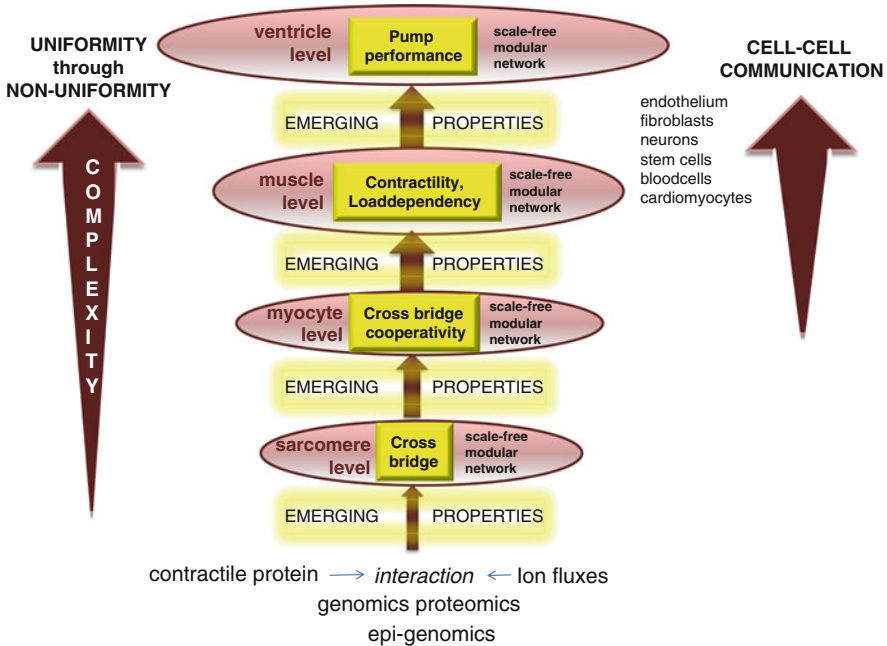 UNIFORMITY
through
NON-UNIFORMITY
COMPLEXITY
ventricle
level
Pump
performance
scale-free
modular
network
EMERGING PROPERTIES
muscle
level
Contractility,
Loaddependency
scale-free
modular
network
EMERGING PROPERTIES
myocyte
level
Cross bridge
cooperativity
scale-free
modular
network
EMERGING PROPERTIES
sarcomere
level
Cross
bridge
scale-free
modular
network
EMERGING PROPERTIES
contractile protein interaction Ion fluxes
genomics proteomics
epi-genomics
CELL-CELL
COMMUNICATION
endothelium
fibroblasts
neurons
stem cells
bloodcells
cardiomyocytes